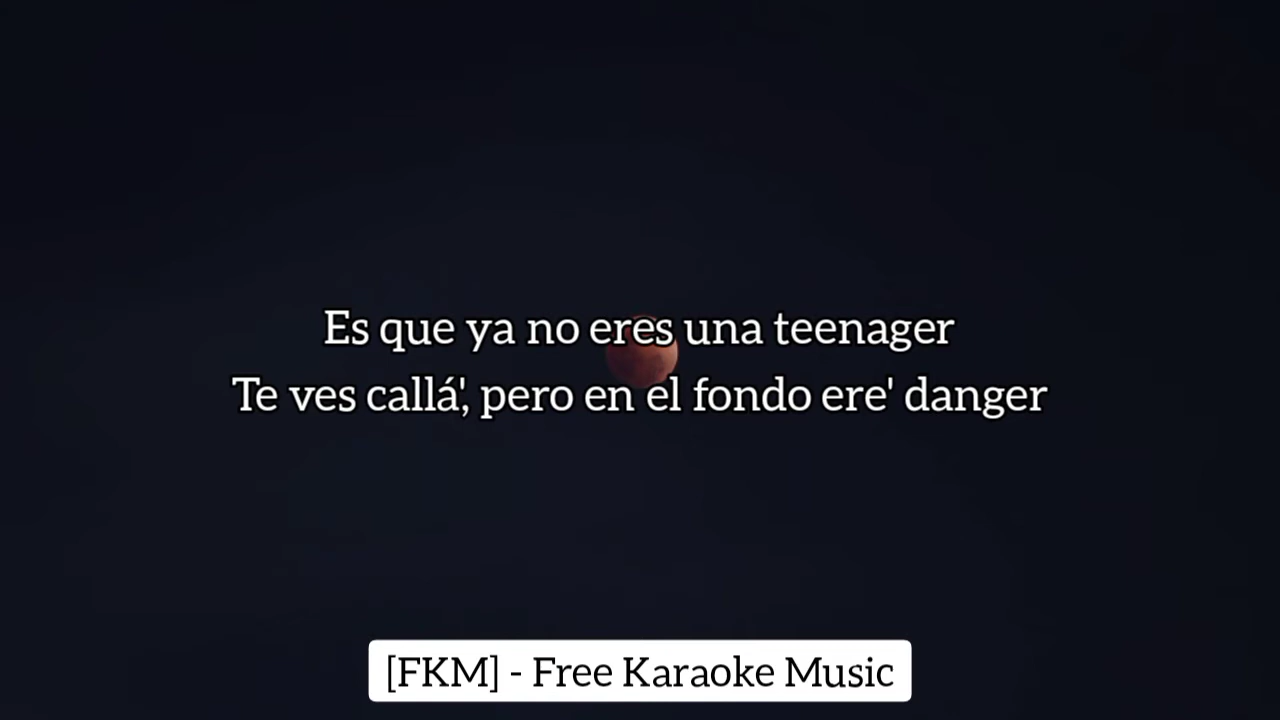 Es que ya no eres una teenager
Te ves callá', pero en el fondo ere' danger
[FKM] - Free Karaoke Music